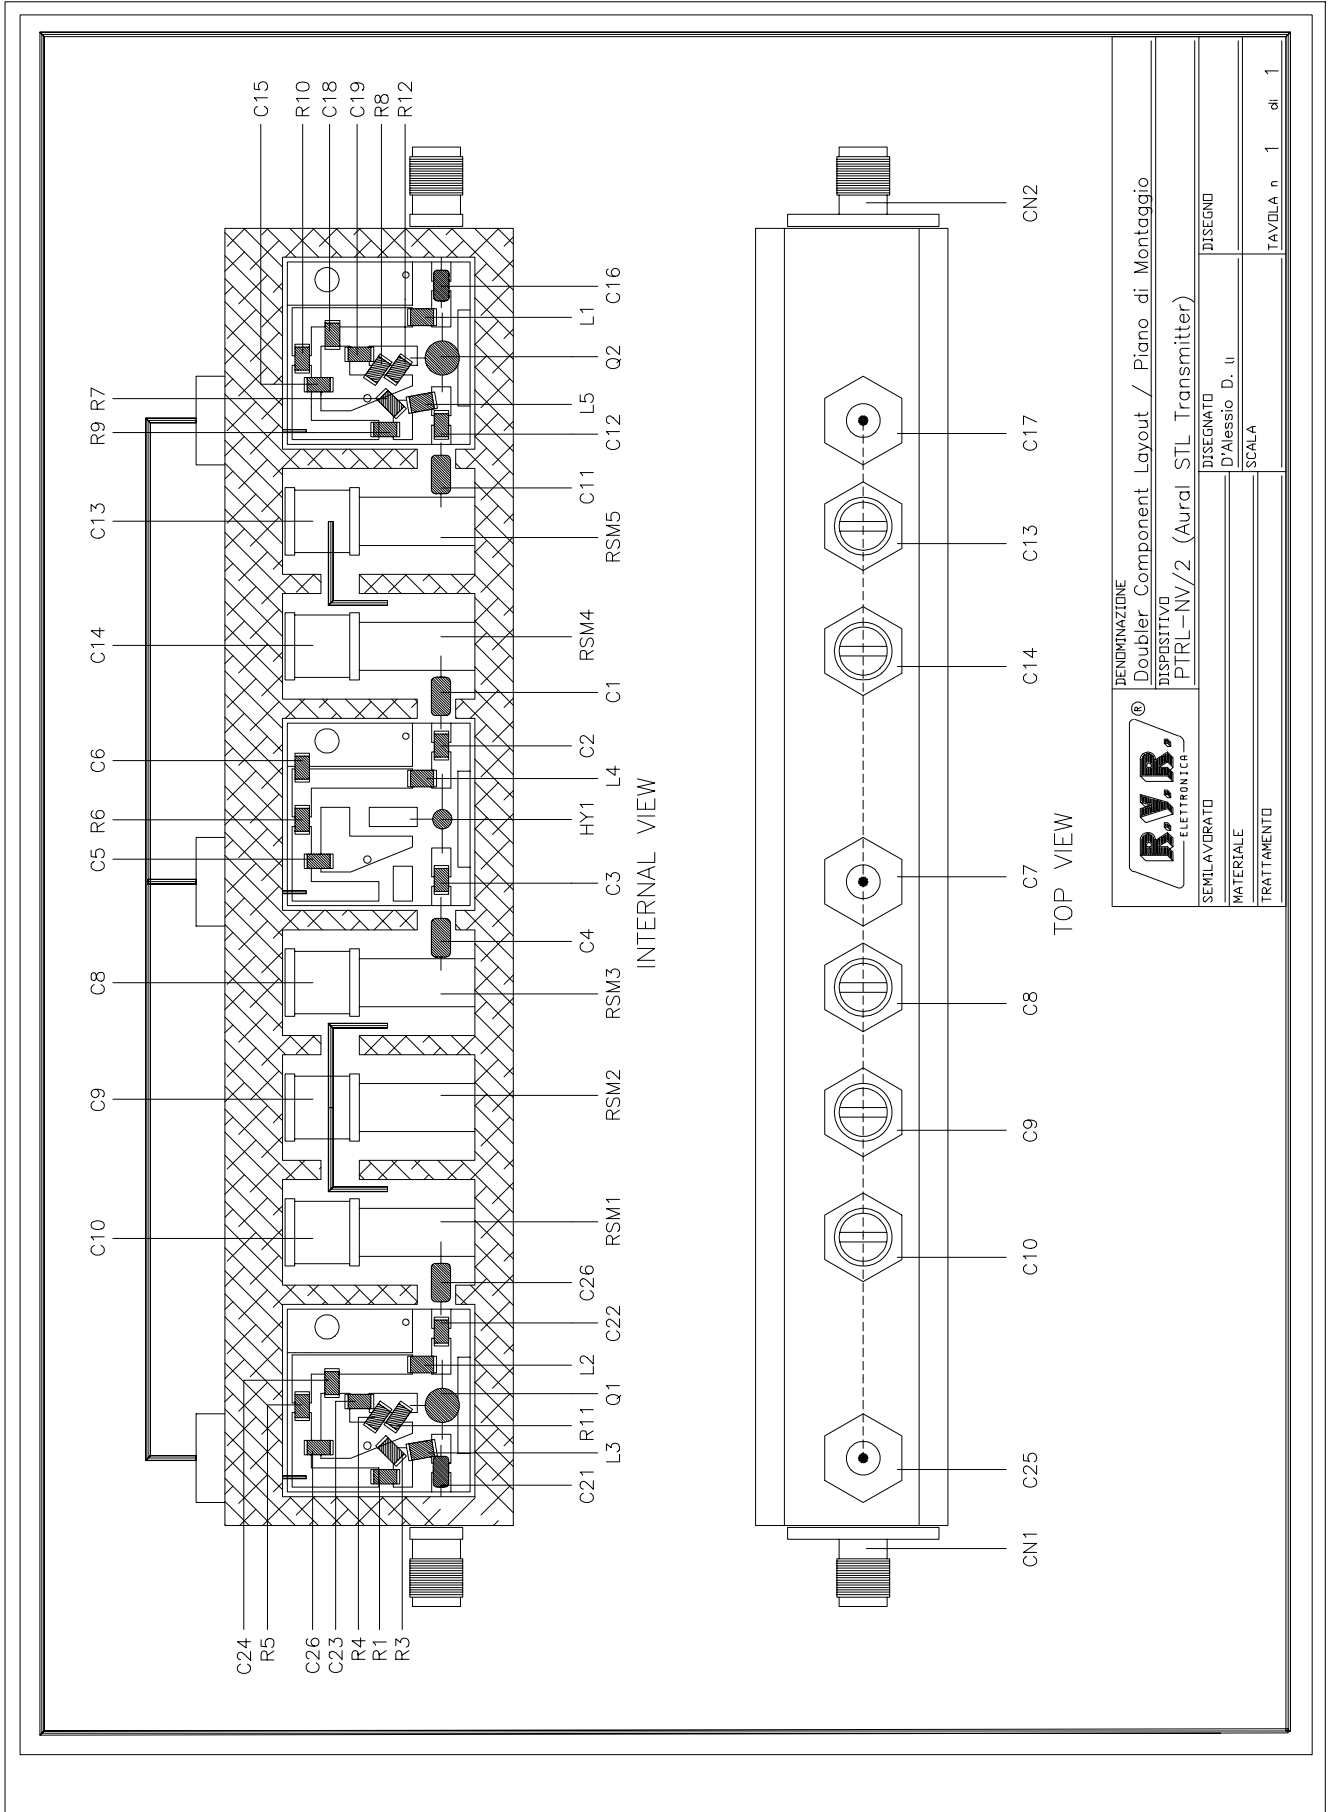 C15
R10
C18
C19
R8
R12
R9 R7
C13
C14
C6
R6
C5
C8
C9
C10
C24
R5
C26
C23
R4
R1
R3
C16
L1
Q2
L5
C12
C11
RSM5
RSM4
C1
C2
L4
HY1
C3
C4
RSM3
RSM2
RSM1
C26
C22
L2
Q1
R11
L3
C21
INTERNAL VIEW
CN2
C17
C13
C14
C7
C8
C9
C10
C25
CN1
TOP VIEW
R.V.R.®
ELETTRONICA
DENOMINAZIONE
Doubler Component Layout / Piano di Montaggio
DISPOSITIVO
PTRL-NV/2 (Aural STL Transmitter)
SEMILAVORATO
MATERIALE
TRATTAMENTO
DISEGNATO
D'Alessio D. u
SCALA
DISEGNO
TAVOLA n 1 di 1